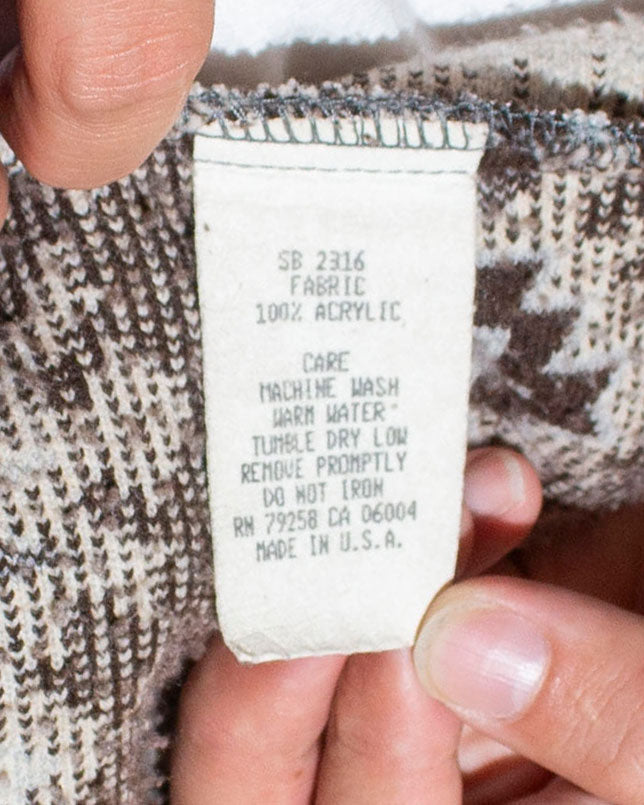 SB 2316
FABRIC
100% ACRYLIC
CARE
MACHINE WASH
WARM WATER
TUMBLE DRY LOW
REMOVE PROMPTLY
DO NOT IRON
RN 79258 CA 06004
MADE IN U.S.A.